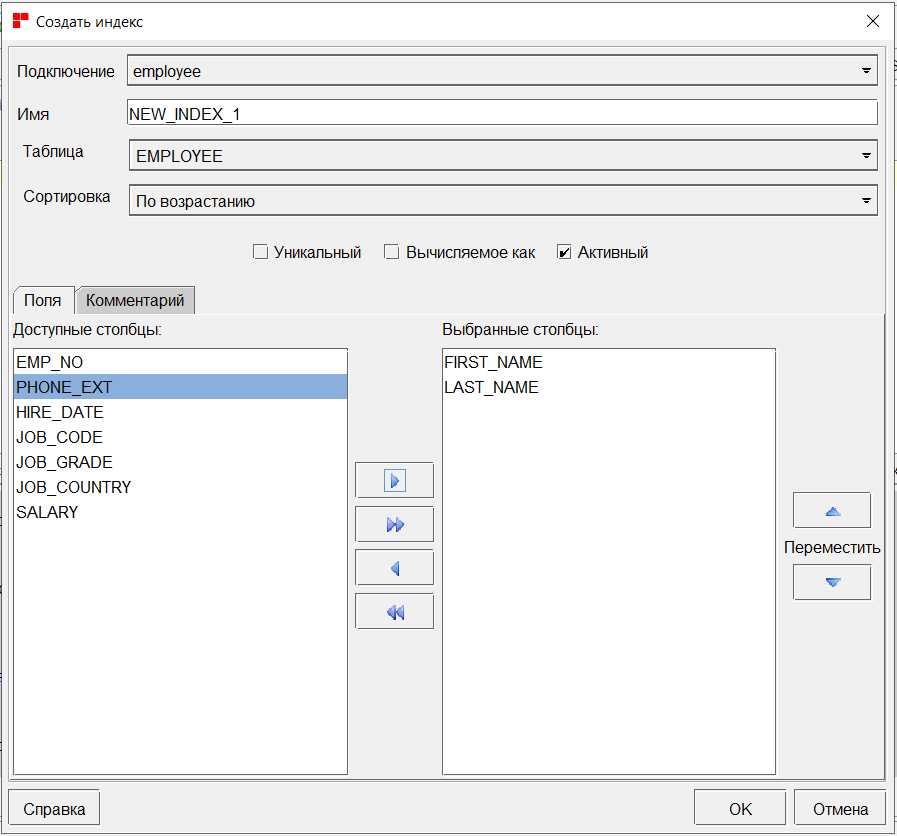 Создать индекс
Подключение employee
Имя NEW_INDEX_1
Таблица EMPLOYEE
Сортировка По возрастанию
Уникальный Вычисляемое как Активный
Поля Комментарий
Доступные столбцы:
EMP_NO
PHONE_EXT
HIRE_DATE
JOB_CODE
JOB_GRADE
JOB_COUNTRY
SALARY
Выбранные столбцы:
FIRST_NAME
LAST_NAME
Переместить
Справка OK Отмена